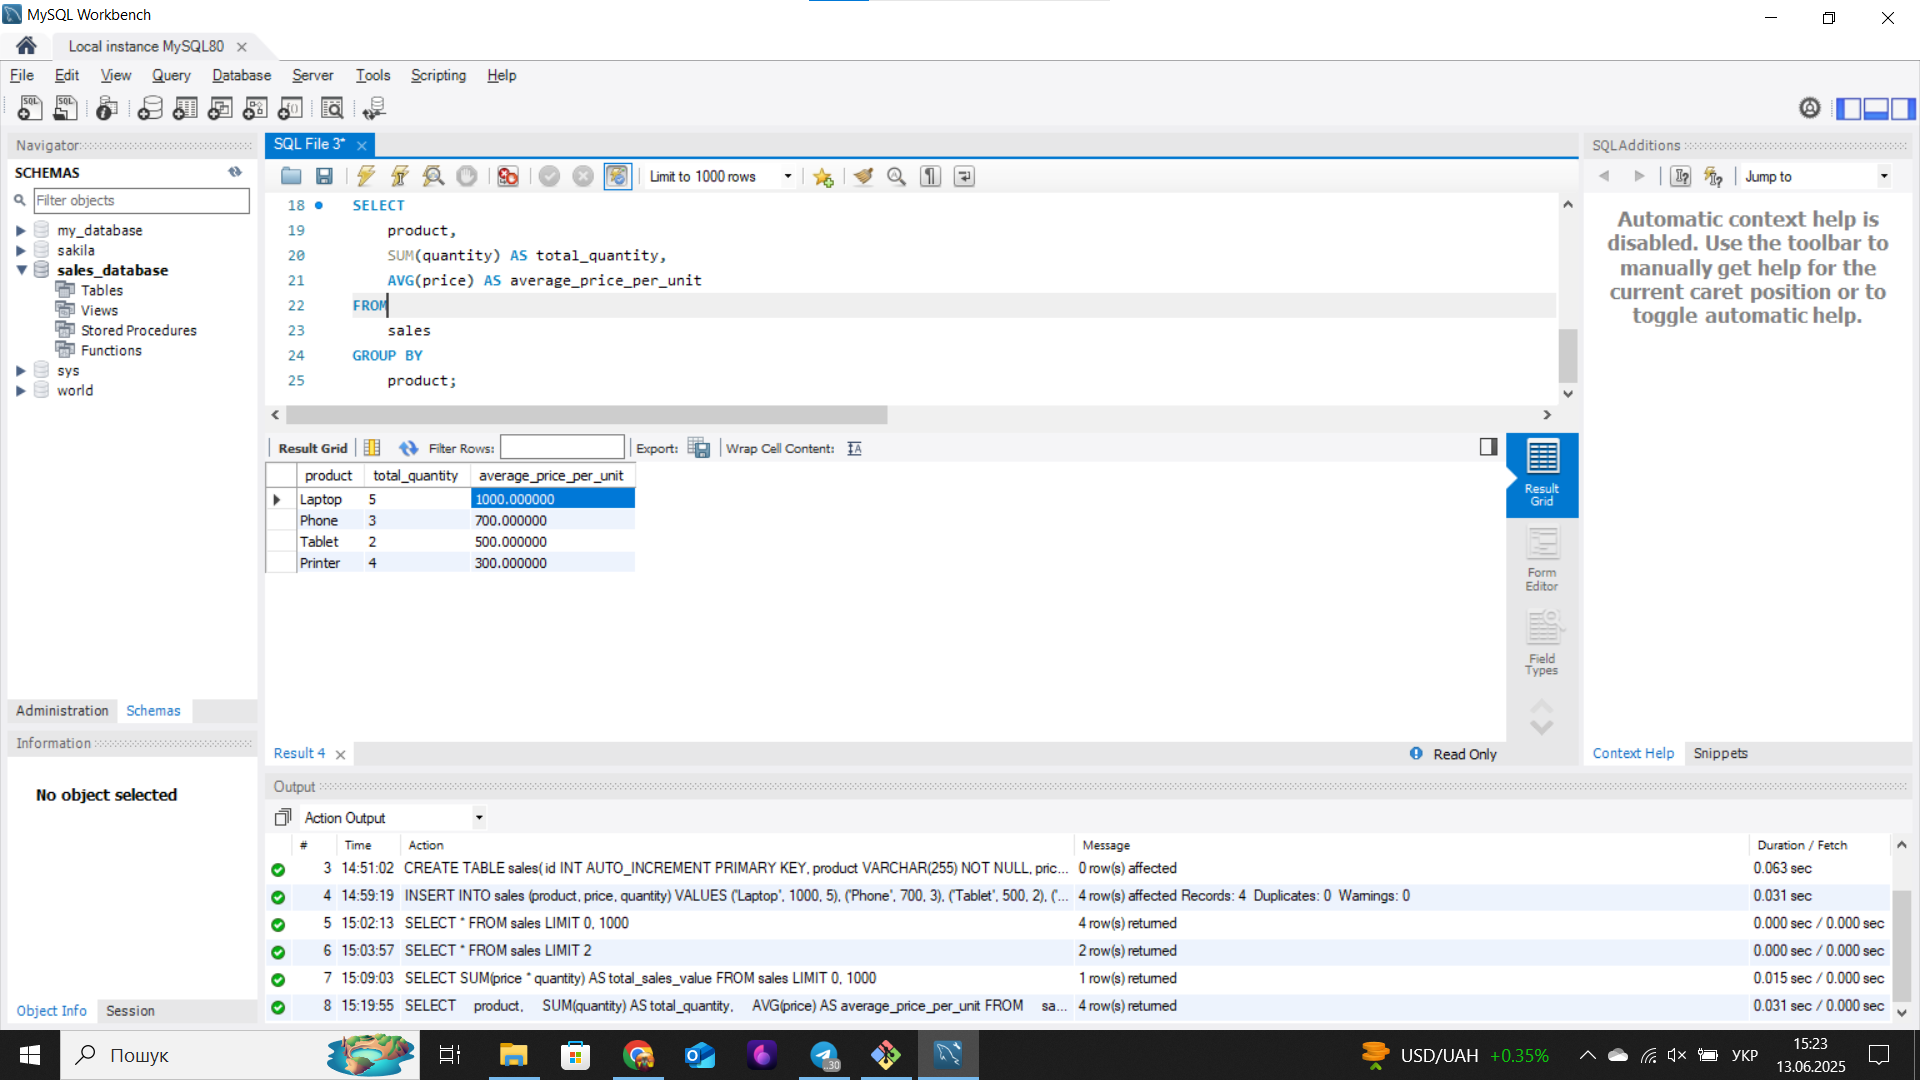 MySQL Workbench
Local instance MySQL80
File Edit View Query Database Server Tools Scripting Help
Navigator
SCHEMAS
Filter objects
my_database
sakila
sales_database
Tables
Views
Stored Procedures
Functions
sys
world
Administration Schemas
Information
No object selected
Object Info Session
SQL File 3*
Limit to 1000 rows
18 SELECT
19 product,
20 SUM(quantity) AS total_quantity,
21 AVG(price) AS average_price_per_unit
22 FROM
23 sales
24 GROUP BY
25 product;
Result Grid Filter Rows: Export: Wrap Cell Content:
product total_quantity average_price_per_unit
Laptop 5 1000.000000
Phone 3 700.000000
Tablet 2 500.000000
Printer 4 300.000000
Result Grid
Form Editor
Field Types
Result 4 Read Only
SQLAdditions
Jump to
Automatic context help is
disabled. Use the toolbar to
manually get help for the
current caret position or to
toggle automatic help.
Context Help Snippets
Output
Action Output
# Time Action Message Duration / Fetch
3 14:51:02 CREATE TABLE sales( id INT AUTO_INCREMENT PRIMARY KEY, product VARCHAR(255) NOT NULL, pric... 0 row(s) affected 0.063 sec
4 14:59:19 INSERT INTO sales (product, price, quantity) VALUES ('Laptop', 1000, 5), ('Phone', 700, 3), ('Tablet', 500, 2), ('... 4 row(s) affected Records: 4 Duplicates: 0 Warnings: 0 0.031 sec
5 15:02:13 SELECT * FROM sales LIMIT 0, 1000 4 row(s) returned 0.000 sec / 0.000 sec
6 15:03:57 SELECT * FROM sales LIMIT 2 2 row(s) returned 0.000 sec / 0.000 sec
7 15:09:03 SELECT SUM(price * quantity) AS total_sales_value FROM sales LIMIT 0, 1000 1 row(s) returned 0.015 sec / 0.000 sec
8 15:19:55 SELECT product, SUM(quantity) AS total_quantity, AVG(price) AS average_price_per_unit FROM sa... 4 row(s) returned 0.031 sec / 0.000 sec
Пошук
.30
USD/UAH +0.35%
УКР
15:23
13.06.2025